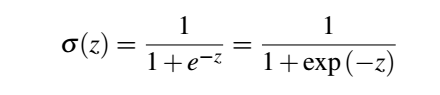 σ(z) = 1/(1+e^{−z}) = 1/(1+exp(−z))